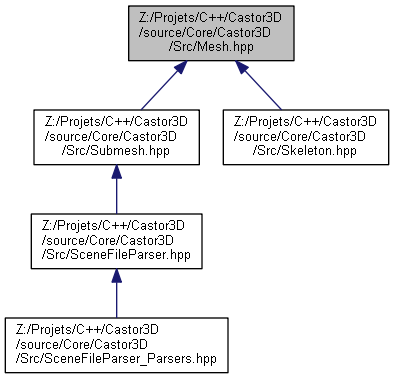 Z:/Projets/C++/Castor3D
/source/Core/Castor3D
/Src/Mesh.hpp
Z:/Projets/C++/Castor3D
/source/Core/Castor3D
/Src/Submesh.hpp
Z:/Projets/C++/Castor3D
/source/Core/Castor3D
/Src/Skeleton.hpp
Z:/Projets/C++/Castor3D
/source/Core/Castor3D
/Src/SceneFileParser.hpp
Z:/Projets/C++/Castor3D
/source/Core/Castor3D
/Src/SceneFileParser_Parsers.hpp